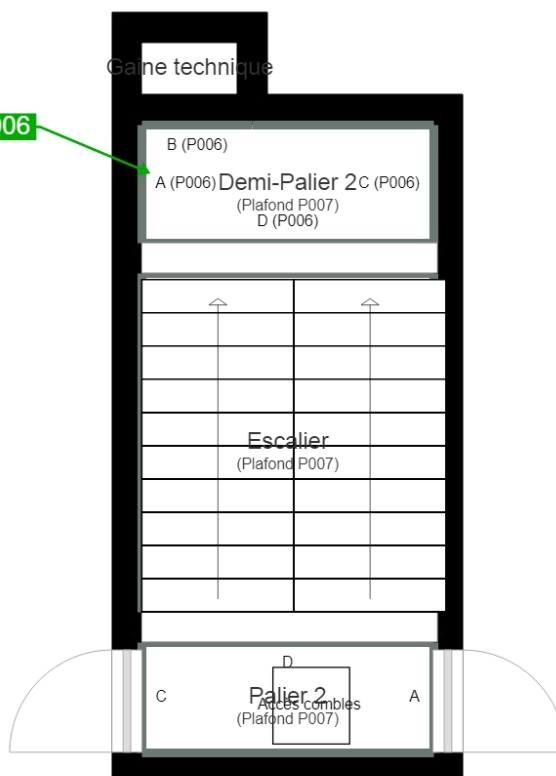 Gaine technique
006
B (P006)
A (P006) Demi-Palier 2 C (P006)
(Plafond P007)
D (P006)
Escalier
(Plafond P007)
D
C Palier 2 A
Accès combles
(Plafond P007)